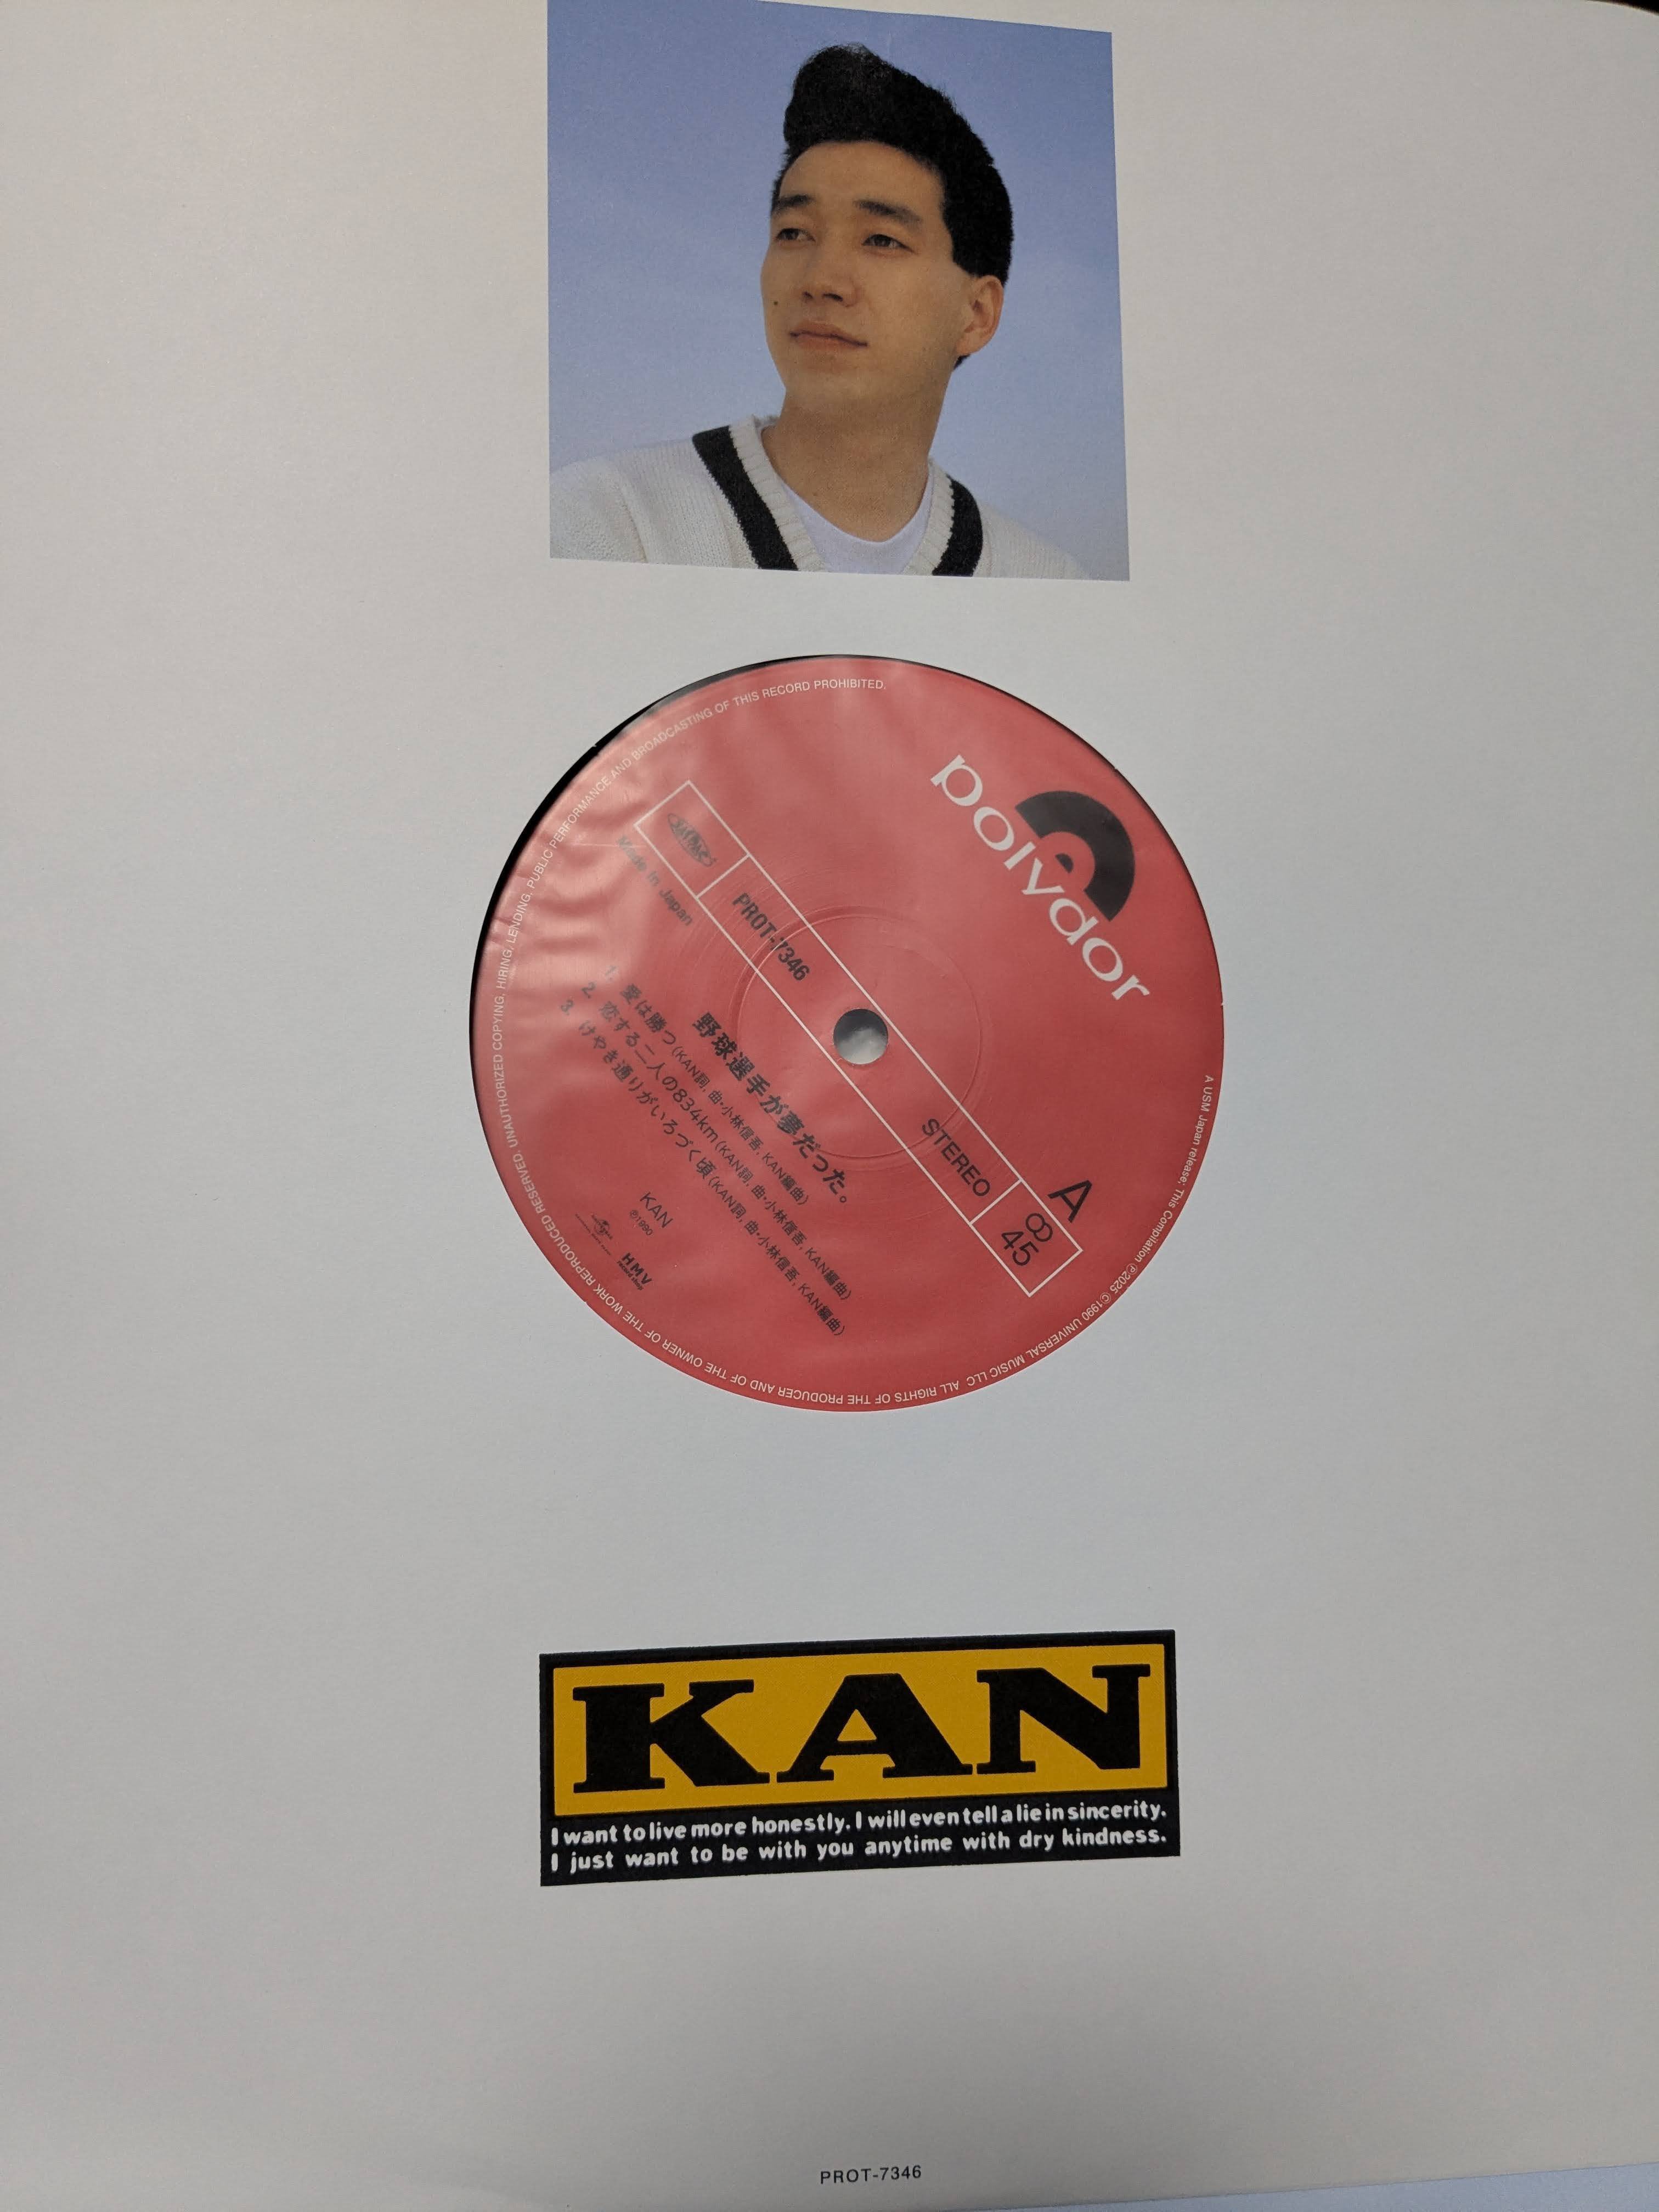 polydor
A
∞
45
STEREO
PROT-7346
Made In Japan
野球選手が夢だった。
1. 愛は勝つ (KAN詞, 曲・小林信吾, KAN編曲)
2. 恋する二人の834km (KAN詞, 曲・小林信吾, KAN編曲)
3. けやき通りがいろづく頃 (KAN詞, 曲・小林信吾, KAN編曲)
KAN
℗1990
HMV
record shop
A USM Japan release; This Compilation ℗2025 ©1990 UNIVERSAL MUSIC LLC ALL RIGHTS OF THE PRODUCER AND OF THE OWNER OF THE WORK REPRODUCED RESERVED. UNAUTHORIZED COPYING, HIRING, LENDING, PUBLIC PERFORMANCE AND BROADCASTING OF THIS RECORD PROHIBITED.
KAN
I want to live more honestly. I will even tell a lie in sincerity.
I just want to be with you anytime with dry kindness.
PROT-7346